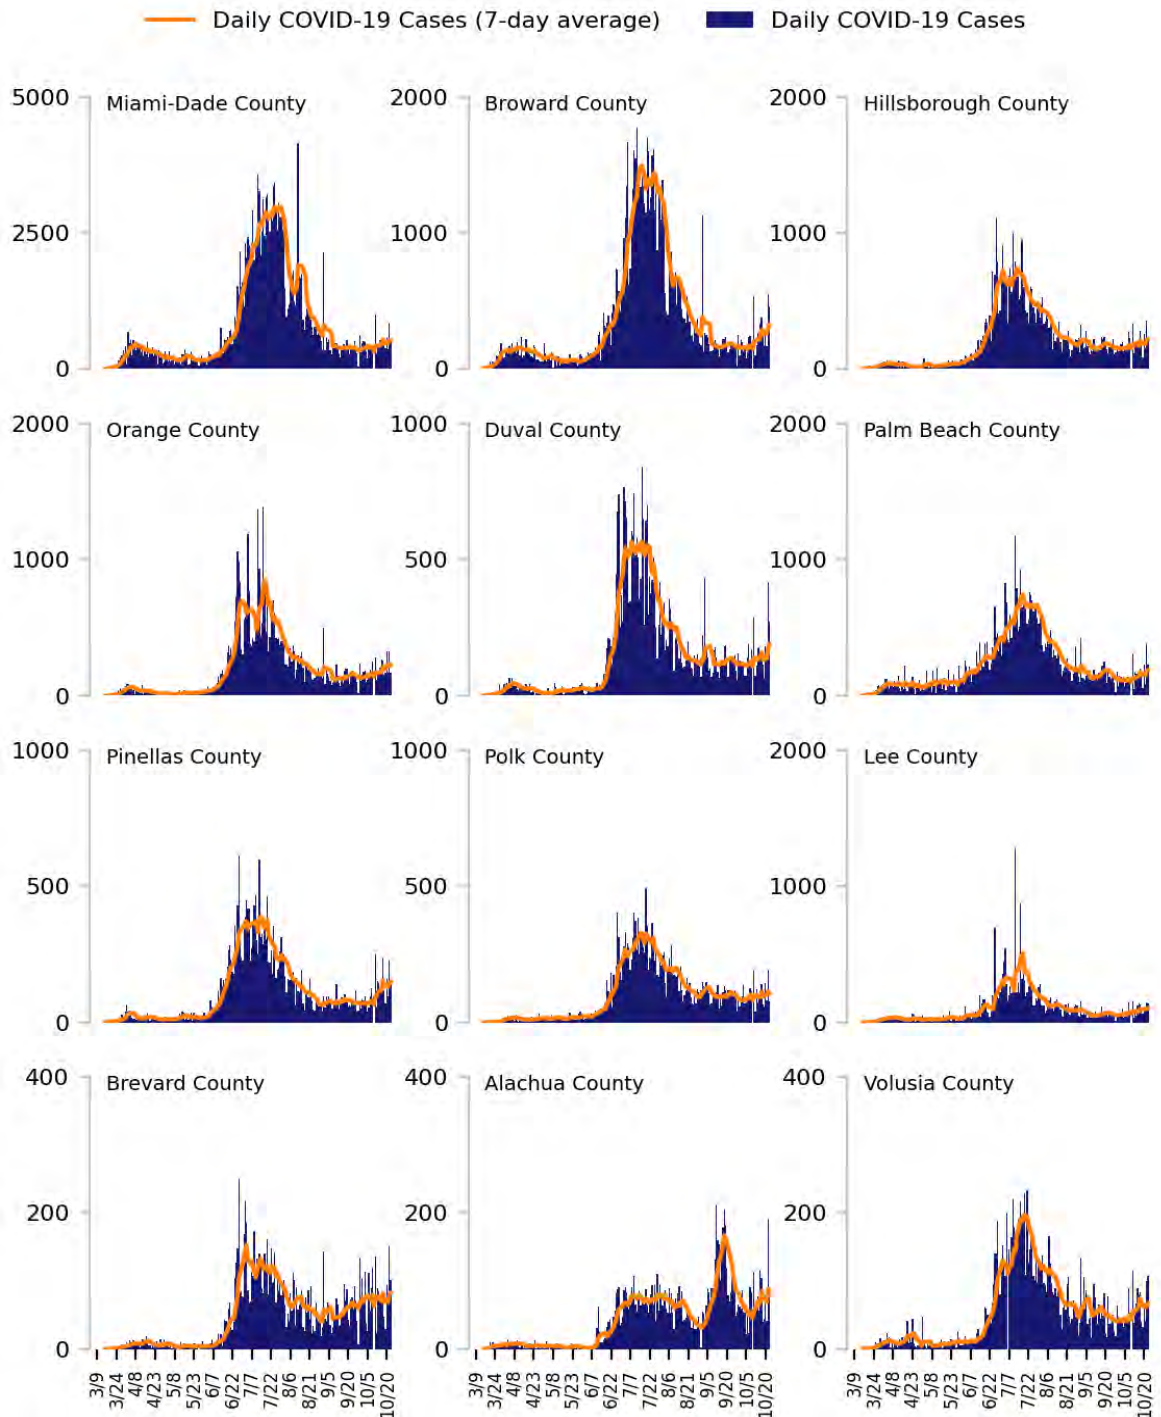 Daily COVID-19 Cases (7-day average) Daily COVID-19 Cases
5000 Miami-Dade County 2000 Broward County 2000 Hillsborough County
2500 1000 1000
0 0 0
2000 Orange County 1000 Duval County 2000 Palm Beach County
1000 500 1000
0 0 0
1000 Pinellas County 1000 Polk County 2000 Lee County
500 500 1000
0 0 0
400 Brevard County 400 Alachua County 400 Volusia County
200 200 200
0 0 0
3/9 3/24 4/8 4/23 5/8 5/23 6/7 6/22 7/7 7/22 8/6 8/21 9/5 9/20 10/5 10/20 3/9 3/24 4/8 4/23 5/8 5/23 6/7 6/22 7/7 7/22 8/6 8/21 9/5 9/20 10/5 10/20 3/9 3/24 4/8 4/23 5/8 5/23 6/7 6/22 7/7 7/22 8/6 8/21 9/5 9/20 10/5 10/20